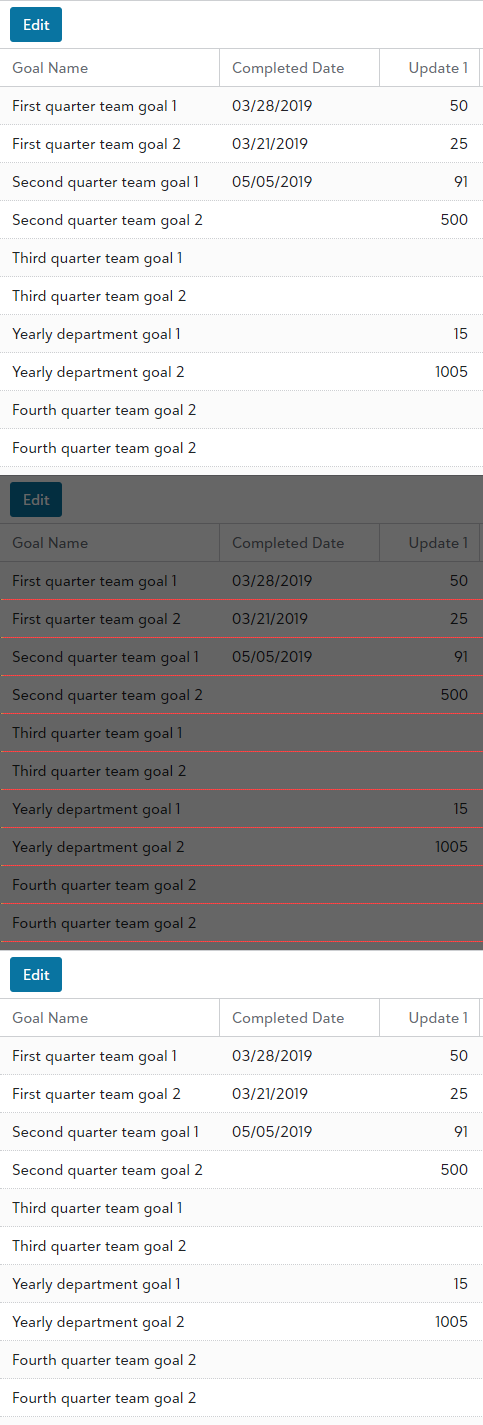 Edit
Goal Name Completed Date Update 1
First quarter team goal 1 03/28/2019 50
First quarter team goal 2 03/21/2019 25
Second quarter team goal 1 05/05/2019 91
Second quarter team goal 2 500
Third quarter team goal 1
Third quarter team goal 2
Yearly department goal 1 15
Yearly department goal 2 1005
Fourth quarter team goal 2
Fourth quarter team goal 2
Edit
Goal Name Completed Date Update 1
First quarter team goal 1 03/28/2019 50
First quarter team goal 2 03/21/2019 25
Second quarter team goal 1 05/05/2019 91
Second quarter team goal 2 500
Third quarter team goal 1
Third quarter team goal 2
Yearly department goal 1 15
Yearly department goal 2 1005
Fourth quarter team goal 2
Fourth quarter team goal 2
Edit
Goal Name Completed Date Update 1
First quarter team goal 1 03/28/2019 50
First quarter team goal 2 03/21/2019 25
Second quarter team goal 1 05/05/2019 91
Second quarter team goal 2 500
Third quarter team goal 1
Third quarter team goal 2
Yearly department goal 1 15
Yearly department goal 2 1005
Fourth quarter team goal 2
Fourth quarter team goal 2